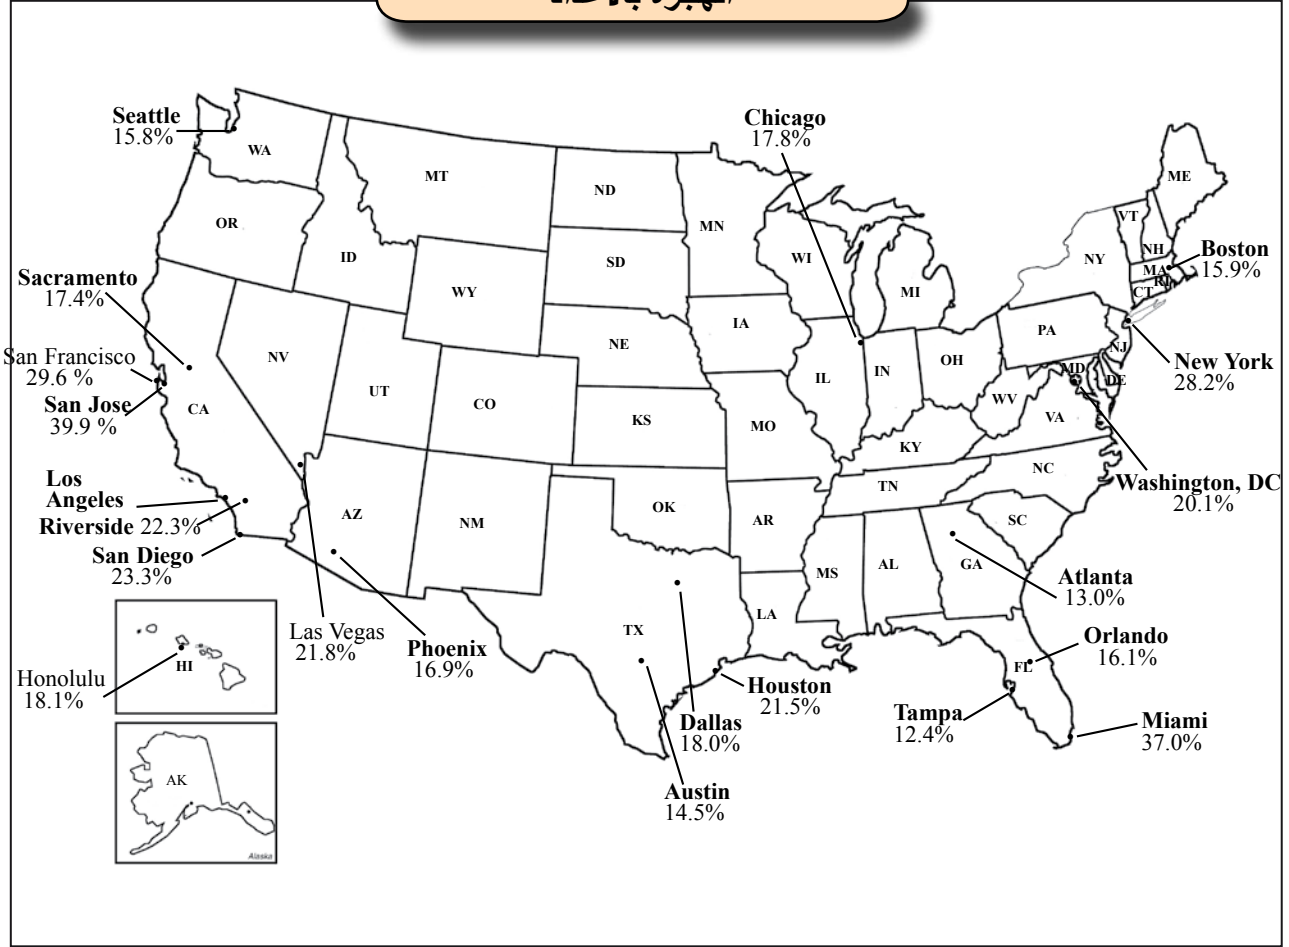 Seattle
15.8%
WA
MT
ND
MN
OR
ID
SD
WI
MI
WY
Chicago
17.8%
ME
VT
NH
NY
MA
RI
CT
Boston
15.9%
Sacramento
17.4%
San Francisco
29.6 %
San Jose
39.9 %
CA
NV
UT
CO
NE
IA
KS
MO
IL
IN
OH
PA
NJ
MD
DE
WV
VA
KY
New York
28.2%
Washington, DC
20.1%
Los
Angeles
Riverside 22.3%
San Diego
23.3%
AZ
NM
OK
AR
TN
NC
SC
MS
AL
GA
LA
TX
FL
Atlanta
13.0%
Orlando
16.1%
Las Vegas
21.8%
Phoenix
16.9%
Houston
21.5%
Dallas
18.0%
Austin
14.5%
Tampa
12.4%
Miami
37.0%
Honolulu
18.1%
HI
AK
Alaska